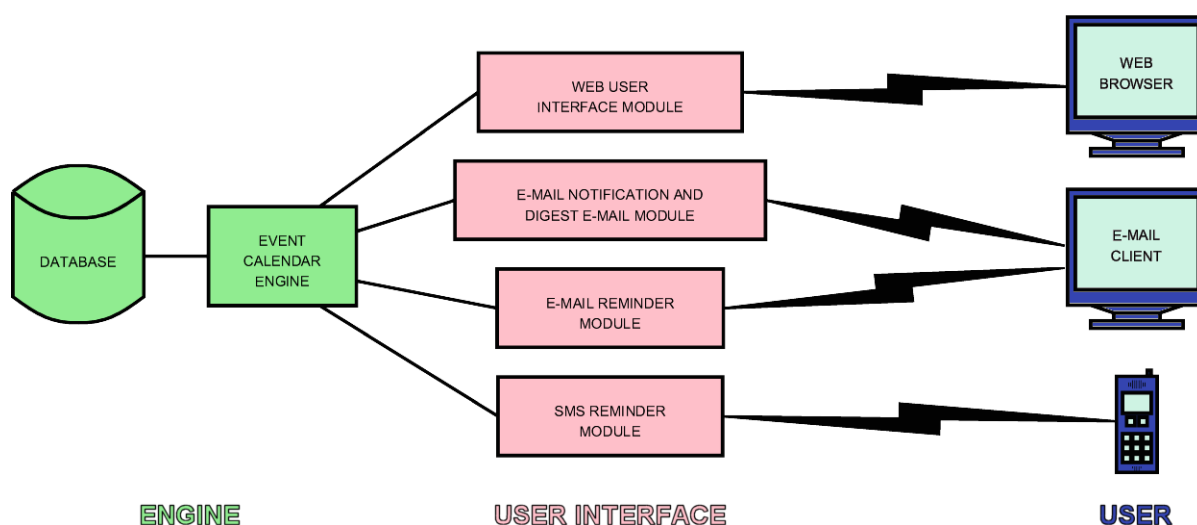 WEB USER
INTERFACE MODULE
WEB
BROWSER
E-MAIL NOTIFICATION AND
DIGEST E-MAIL MODULE
DATABASE
EVENT
CALENDAR
ENGINE
E-MAIL
CLIENT
E-MAIL REMINDER
MODULE
SMS REMINDER
MODULE
ENGINE
USER INTERFACE
USER